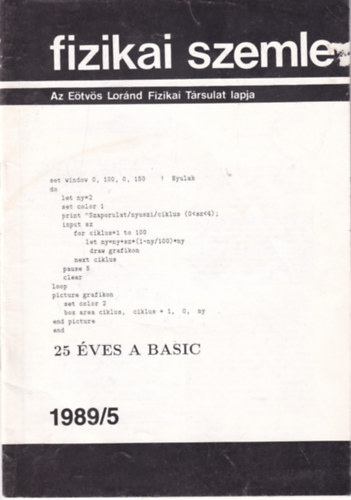 fizikai szemle
Az Eötvös Loránd Fizikai Társulat lapja
set window 0, 100, 0, 150 ! Nyulak
do
let ny=2
set color 1
print "Szaporulat/nyuszi/ciklus (0<sz<4);
input sz
for ciklus=1 to 100
let ny=ny+sz*(1-ny/100)*ny
draw grafikon
next ciklus
pause 5
clear
loop
picture grafikon
set color 2
box area ciklus, ciklus + 1, 0, ny
end picture
end
25 ÉVES A BASIC
1989/5